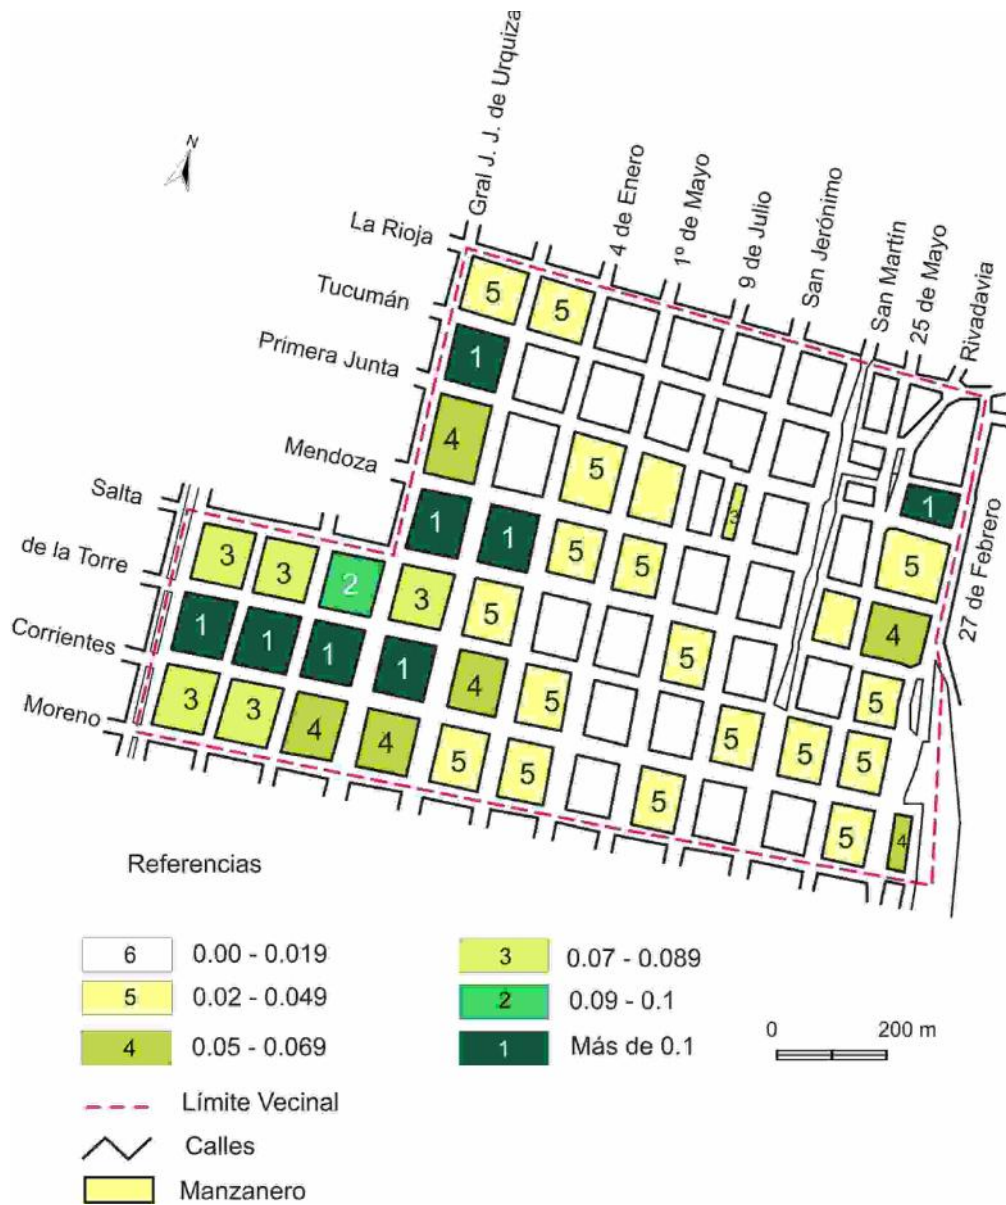 N
Gral J. J. de Urquiza
4 de Enero
1º de Mayo
9 de Julio
San Jerónimo
San Martín
25 de Mayo
Rivadavia
27 de Febrero
La Rioja
Tucumán
Primera Junta
Mendoza
Salta
de la Torre
Corrientes
Moreno
5 5
1
4
5
1 1 3 1
3 3 2 3 5 5 5
1 1 1 1 5 5 4
3 3 4 4 4 5 5
5 5 5 5 5
5 5 4
Referencias
6 0.00 - 0.019
5 0.02 - 0.049
4 0.05 - 0.069
3 0.07 - 0.089
2 0.09 - 0.1
1 Más de 0.1
0 200 m
Límite Vecinal
Calles
Manzanero